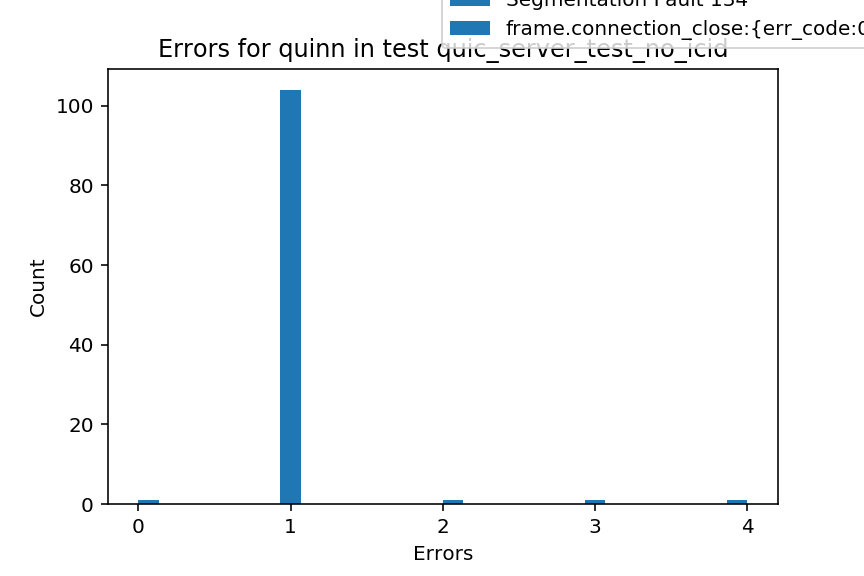 Segmentation Fault 134
frame.connection_close:{err_code:0
Errors for quinn in test quic_server_test_no_icid
100
80
60
40
20
0
Count
0 1 2 3 4
Errors